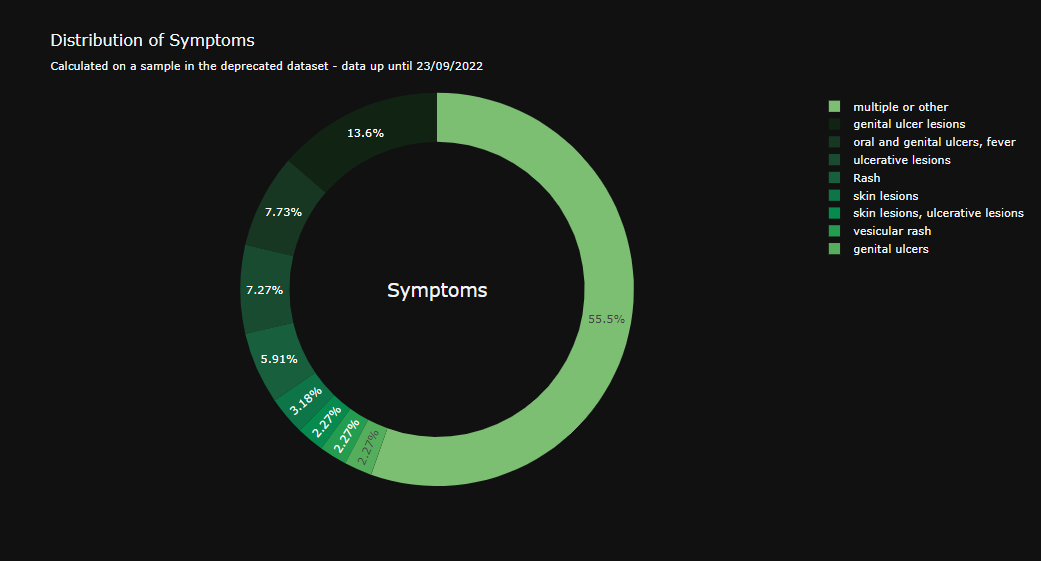 Distribution of Symptoms
Calculated on a sample in the deprecated dataset - data up until 23/09/2022
multiple or other
genital ulcer lesions
oral and genital ulcers, fever
ulcerative lesions
Rash
skin lesions
skin lesions, ulcerative lesions
vesicular rash
genital ulcers
13.6%
7.73%
7.27%
Symptoms
55.5%
5.91%
3.18%
2.27%
2.27%
2.27%